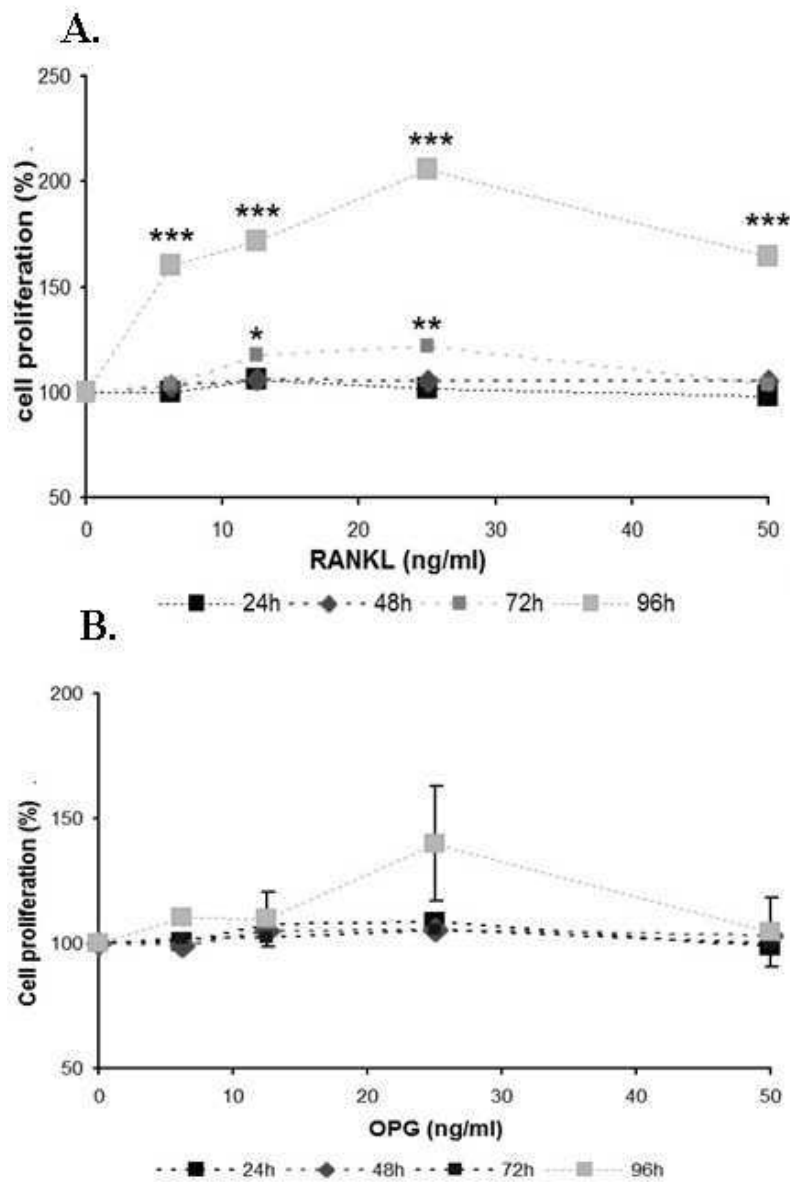 A.
250
200
150
100
50
cell proliferation (%)
***
***
***
***
*
**
0 10 20 30 40 50
RANKL (ng/ml)
24h 48h 72h 96h
B.
200
150
100
50
Cell proliferation (%)
0 10 20 30 40 50
OPG (ng/ml)
24h 48h 72h 96h